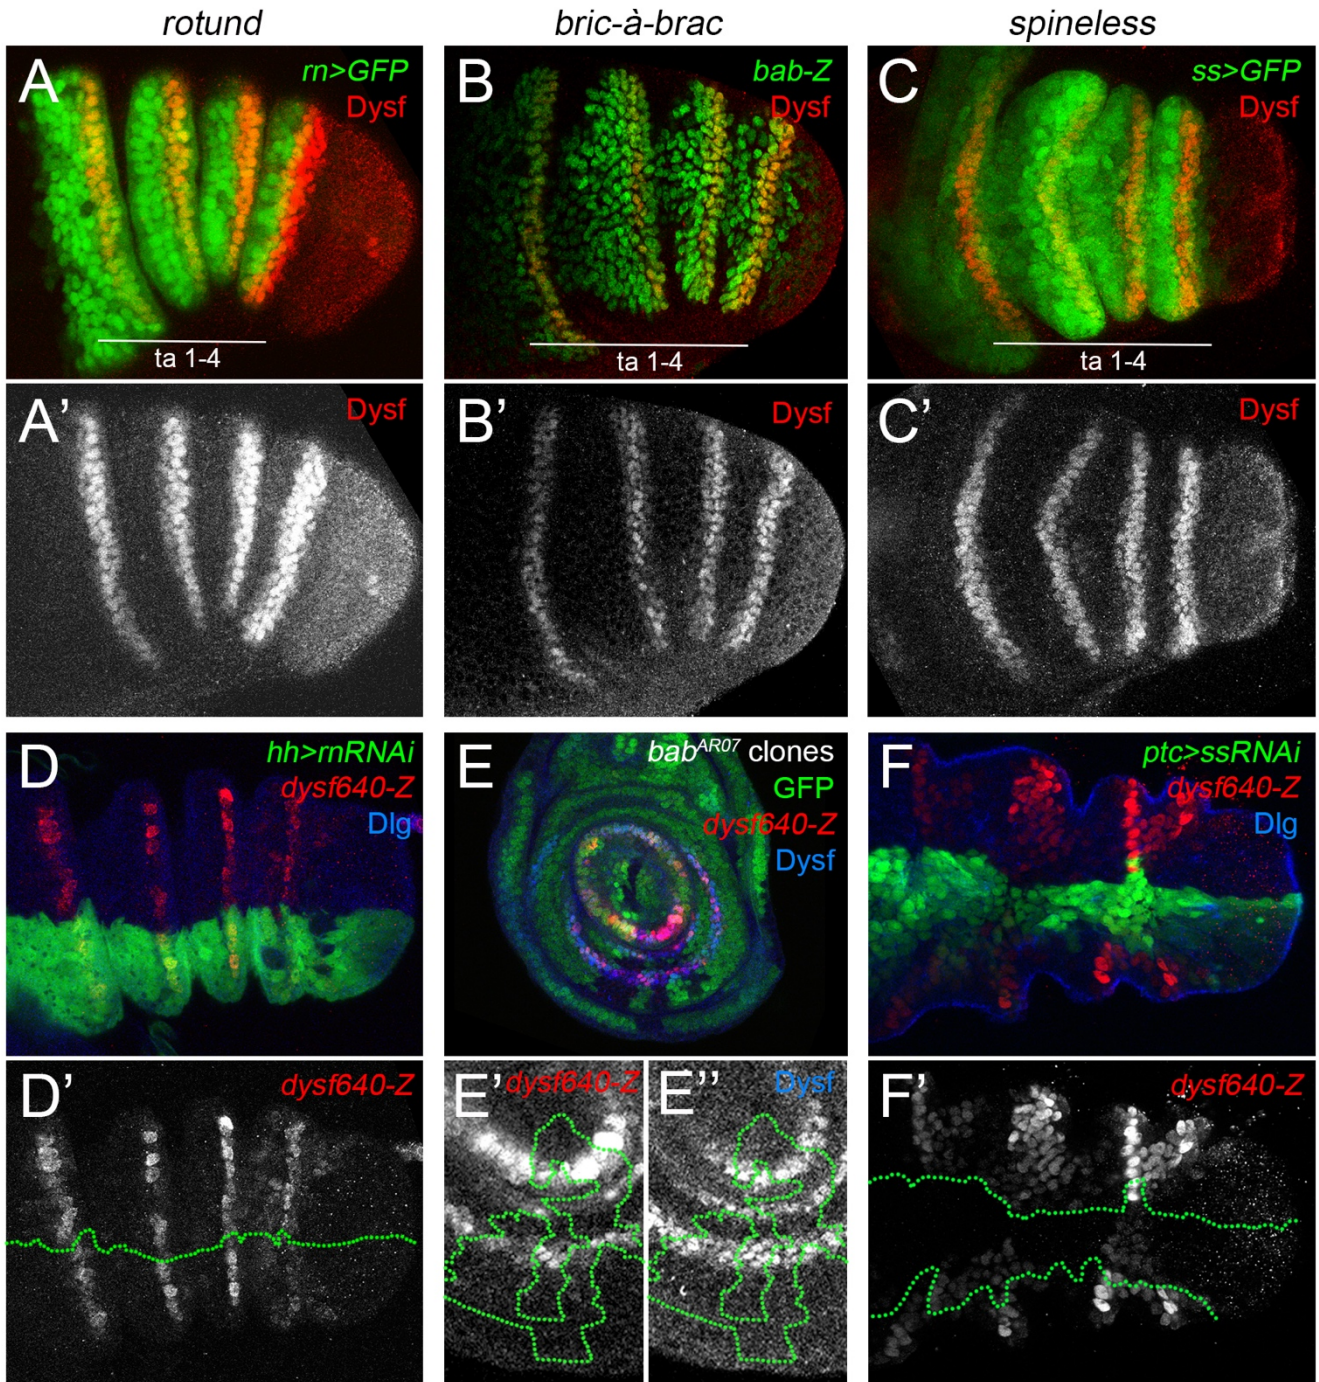 rotund
bric-à-brac
spineless
A
rn>GFP
Dysf
ta 1-4
B
bab-Z
Dysf
ta 1-4
C
ss>GFP
Dysf
ta 1-4
A'
Dysf
B'
Dysf
C'
Dysf
D
hh>rnRNAi
dysf640-Z
Dlg
E
babAR07 clones
GFP
dysf640-Z
Dysf
F
ptc>ssRNAi
dysf640-Z
Dlg
D'
dysf640-Z
E'
dysf640-Z
E''
Dysf
F'
dysf640-Z